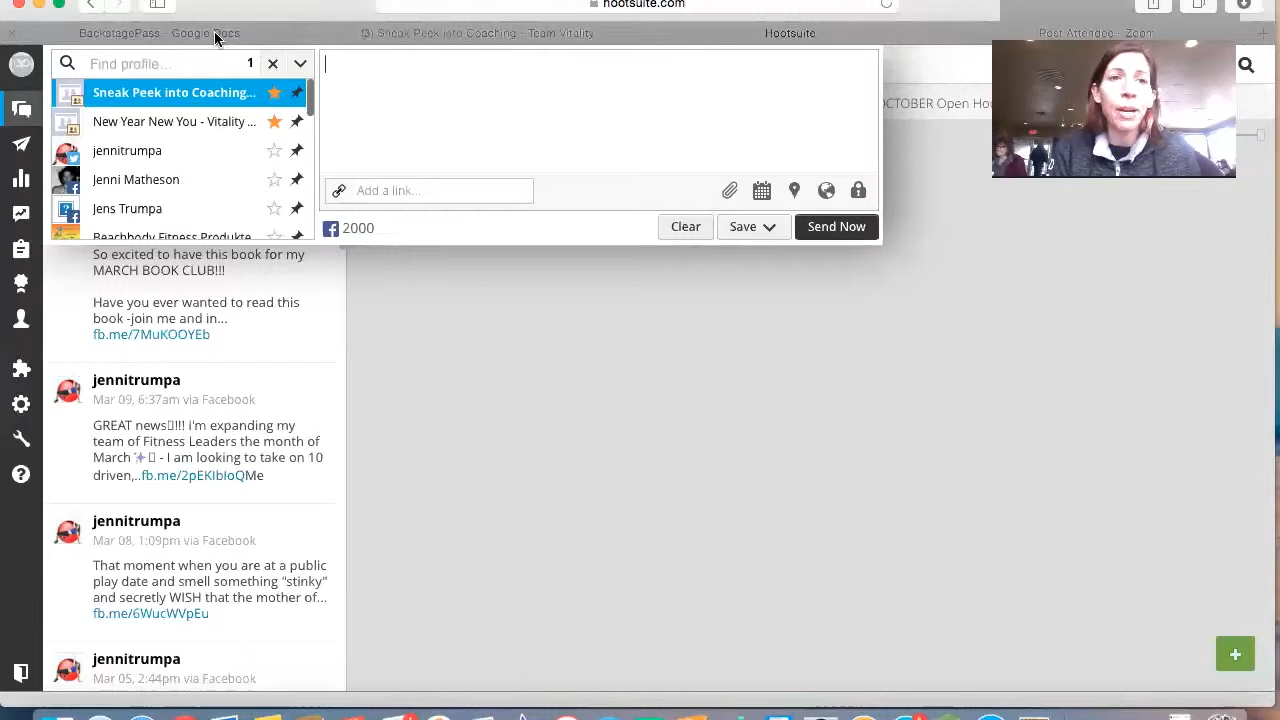 hootsuite.com
BackstagePass - Google Docs
(3) Sneak Peek into Coaching - Team Vitality
Hootsuite
Post Attendee - Zoom
Find profile...
1
Sneak Peek into Coaching...
New Year New You - Vitality ...
jennitrumpa
Jenni Matheson
Jens Trumpa
Beachbody Fitness Produkte
Add a link...
2000
Clear
Save
Send Now
OCTOBER Open Hou
So excited to have this book for my
MARCH BOOK CLUB!!!
Have you ever wanted to read this
book -join me and in...
fb.me/7MuKOOYEb
jennitrumpa
Mar 09, 6:37am via Facebook
GREAT news!!! i'm expanding my
team of Fitness Leaders the month of
March - I am looking to take on 10
driven,..fb.me/2pEKIbIoQMe
jennitrumpa
Mar 08, 1:09pm via Facebook
That moment when you are at a public
play date and smell something "stinky"
and secretly WISH that the mother of...
fb.me/6WucWVpEu
jennitrumpa
Mar 05, 2:44pm via Facebook